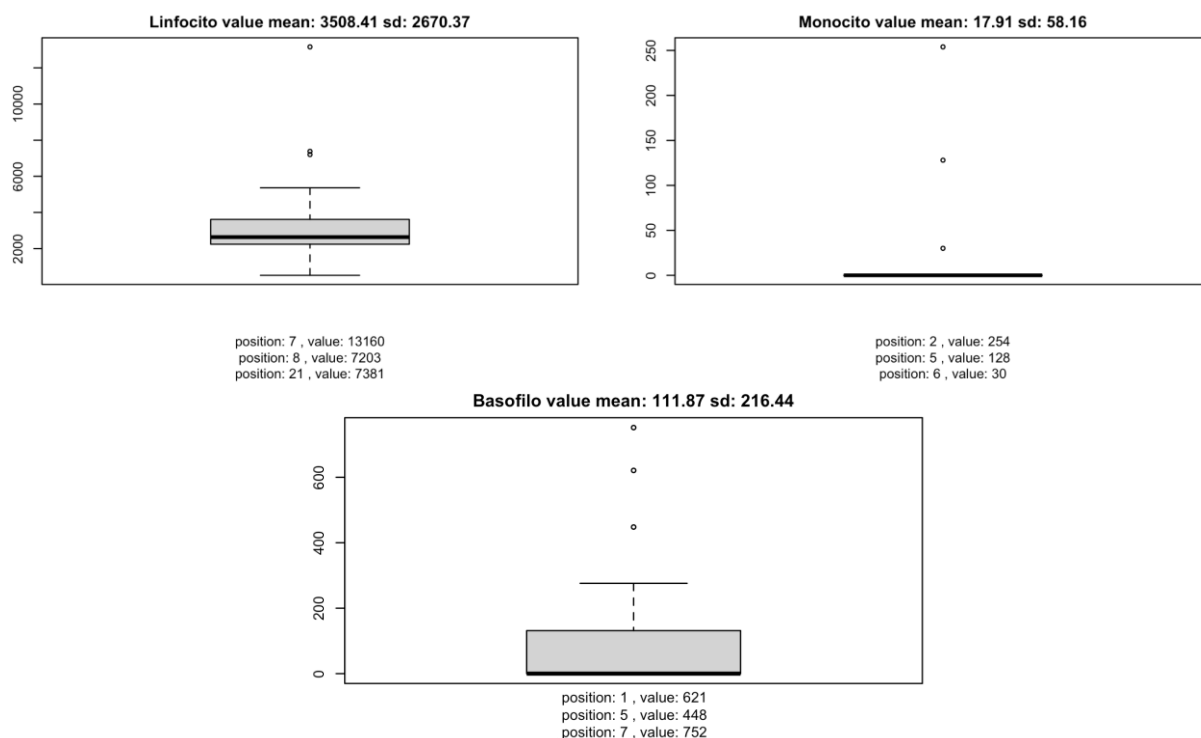 Linfocito value mean: 3508.41 sd: 2670.37
10000
6000
2000
position: 7 , value: 13160
position: 8 , value: 7203
position: 21 , value: 7381
Monocito value mean: 17.91 sd: 58.16
250
200
150
100
50
0
position: 2 , value: 254
position: 5 , value: 128
position: 6 , value: 30
Basofilo value mean: 111.87 sd: 216.44
600
400
200
0
position: 1 , value: 621
position: 5 , value: 448
position: 7 , value: 752